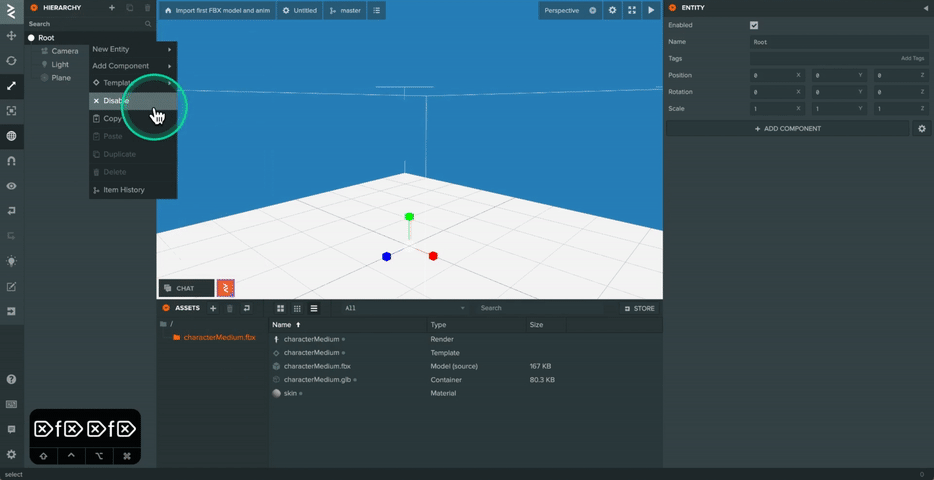 HIERARCHY
Search
Root
Camera
Light
Plane
New Entity
Add Component
Template
Disable
Copy
Paste
Duplicate
Delete
Item History
Import first FBX model and anim
Untitled
master
Perspective
ENTITY
Enabled
Name Root
Tags Add Tags
Position 0 X 0 Y 0 Z
Rotation 0 X 0 Y 0 Z
Scale 1 X 1 Y 1 Z
+ ADD COMPONENT
CHAT
ASSETS
All
Search
STORE
/
characterMedium.fbx
Name Type Size
characterMedium Render
characterMedium Template
characterMedium.fbx Model (source) 167 KB
characterMedium.glb Container 80.3 KB
skin Material
⌦f⌦ ⌦f⌦
⇧ ⌃ ⌥ ⌘
select